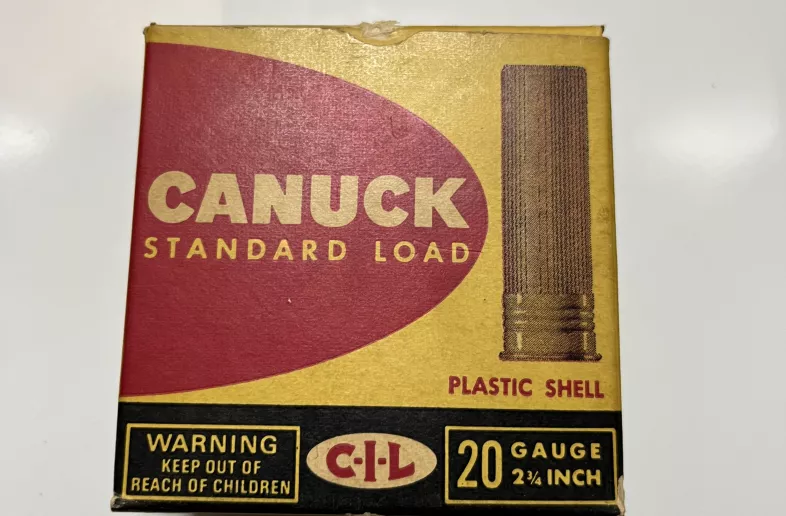 CANUCK
STANDARD LOAD
PLASTIC SHELL
WARNING
KEEP OUT OF
REACH OF CHILDREN
C-I-L
20 GAUGE
2¾ INCH